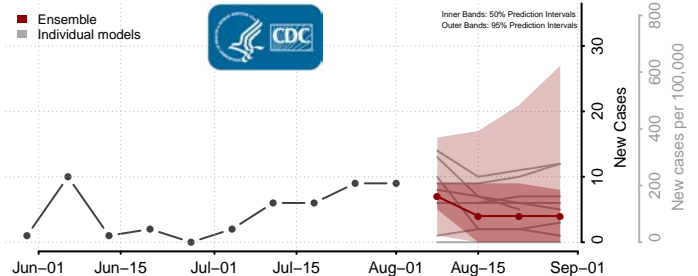 Ensemble
Individual models
CDC
Inner Bands: 50% Prediction Intervals
Outer Bands: 95% Prediction Intervals
30
20
10
0
New Cases
800
600
400
200
0
New cases per 100,000
Jun−01
Jun−15
Jul−01
Jul−15
Aug−01
Aug−15
Sep−01